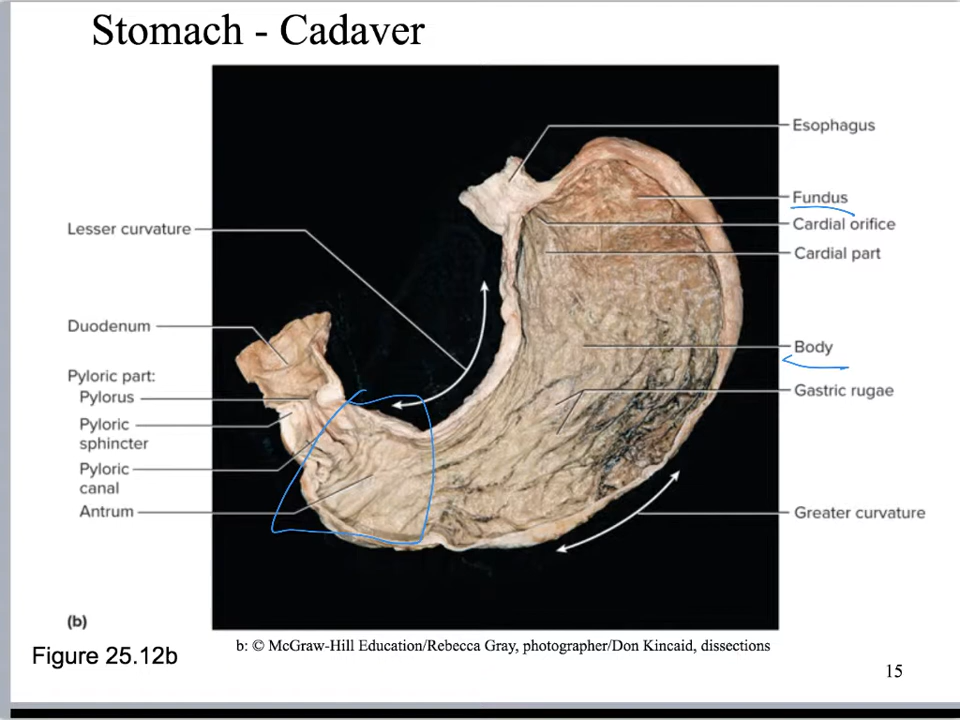 Stomach - Cadaver
Esophagus
Fundus
Cardial orifice
Cardial part
Body
Gastric rugae
Greater curvature
Lesser curvature
Duodenum
Pyloric part:
Pylorus
Pyloric
sphincter
Pyloric
canal
Antrum
(b)
b: © McGraw-Hill Education/Rebecca Gray, photographer/Don Kincaid, dissections
Figure 25.12b
15